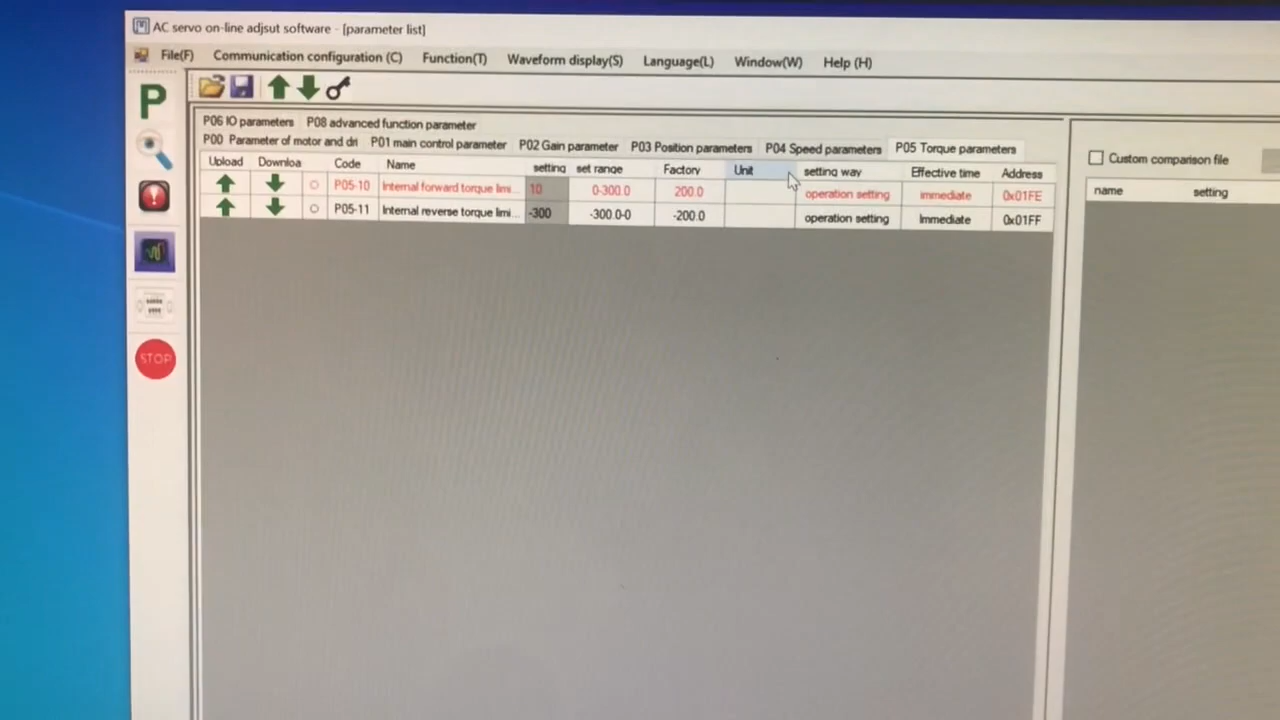 AC servo on-line adjsut software - [parameter list]
File(F) Communication configuration (C) Function(T) Waveform display(S) Language(L) Window(W) Help (H)
P
P06 IO parameters P08 advanced function parameter
P00 Parameter of motor and dri P01 main control parameter P02 Gain parameter P03 Position parameters P04 Speed parameters P05 Torque parameters
Upload Downloa Code Name setting set range Factory Unit setting way Effective time Address
P05-10 Internal forward torque limi... 10 0-300.0 200.0 operation setting immediate 0x01FE
P05-11 Internal reverse torque limi... -300 -300.0-0 -200.0 operation setting Immediate 0x01FF
Custom comparison file
name setting
STOP